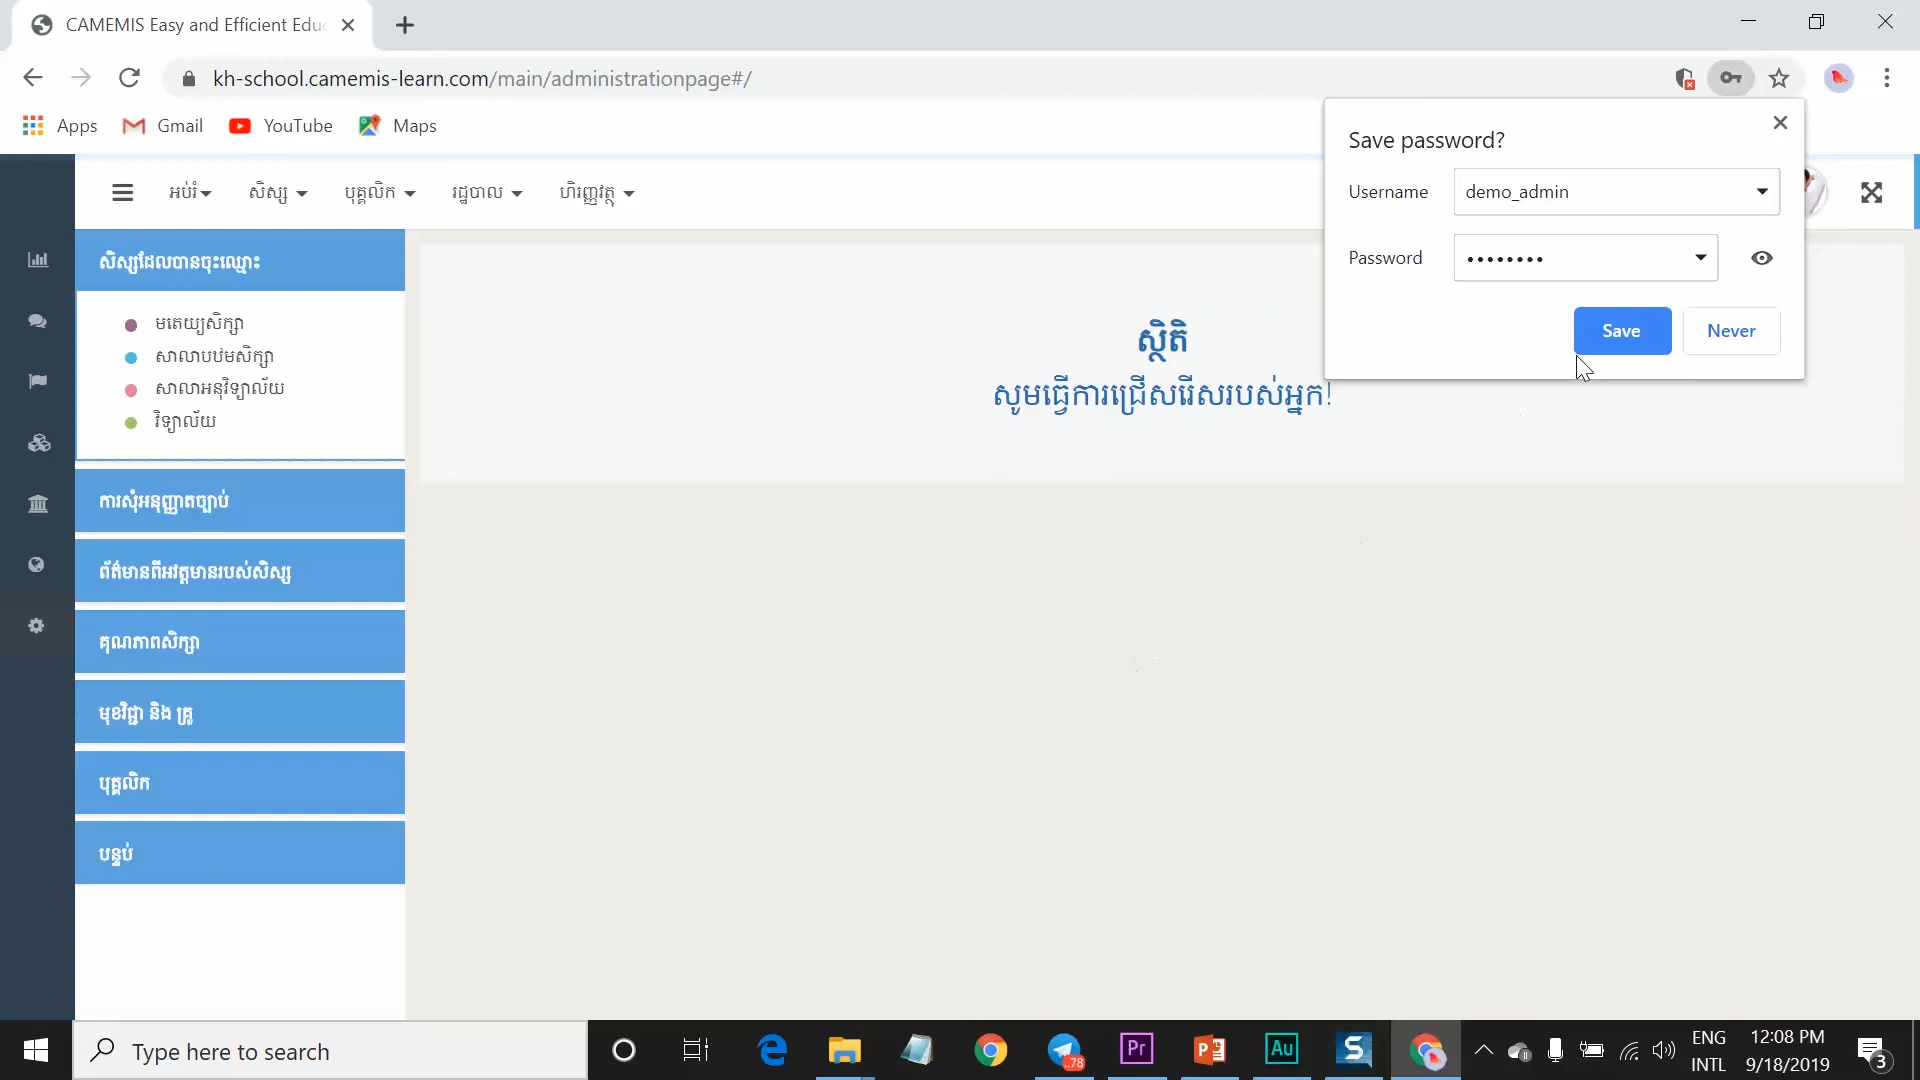 CAMEMIS Easy and Efficient Edu
kh-school.camemis-learn.com/main/administrationpage#/
Apps
Gmail
YouTube
Maps
Save password?
Username
demo_admin
Password
••••••••
Save
Never
អប់រំ
សិស្ស
បុគ្គលិក
រដ្ឋបាល
ហិរញ្ញវត្ថុ
សិស្សដែលបានចុះឈ្មោះ
មតេយ្យសិក្សា
សាលាបឋមសិក្សា
សាលាអនុវិទ្យាល័យ
វិទ្យាល័យ
ការសុំអនុញ្ញាតច្បាប់
ព័ត៌មានពីអវត្តមានរបស់សិស្ស
គុណភាពសិក្សា
មុខវិជ្ជា និង គ្រូ
បុគ្គលិក
បន្ទប់
ស្ថិតិ
សូមធ្វើការជ្រើសរើសរបស់អ្នក!
Type here to search
..78
Pr
Au
S
ENG
INTL
12:08 PM
9/18/2019
3